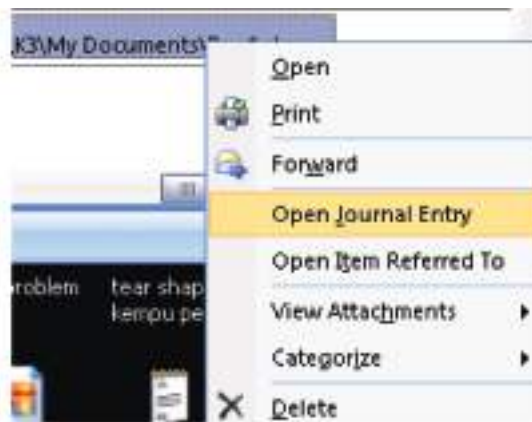 K3\My Documents\
Open
Print
Forward
Open Journal Entry
Open Item Referred To
View Attachments
Categorize
Delete
roblem
tear shap
kempu pe